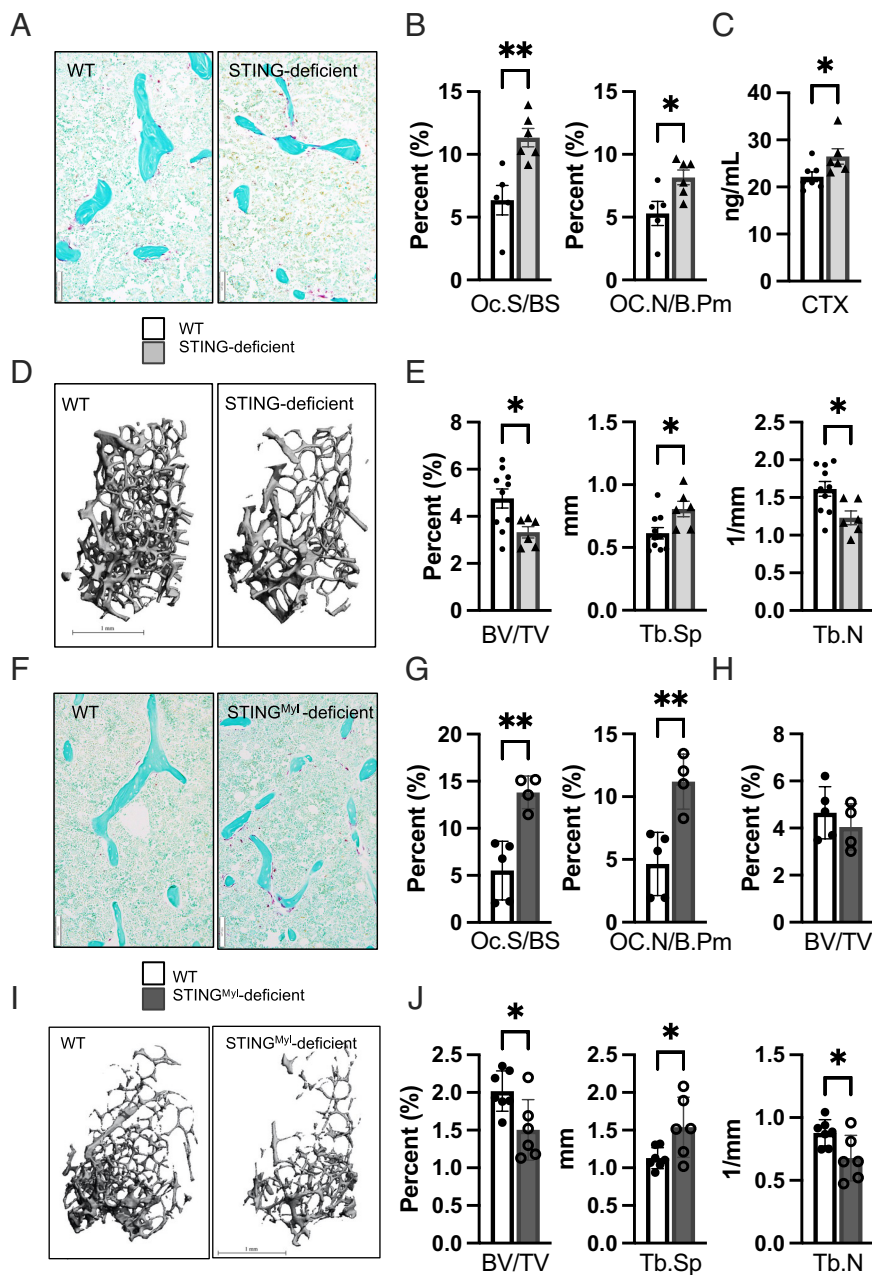 A
WT
STING-deficient
B
**
15
10
5
0
Percent (%)
Oc.S/BS
*
15
10
5
0
Percent (%)
OC.N/B.Pm
C
*
40
30
20
10
0
ng/mL
CTX
WT
STING-deficient
D
WT
STING-deficient
1 mm
E
*
8
6
4
2
0
Percent (%)
BV/TV
*
1.5
1.0
0.5
0.0
mm
Tb.Sp
*
2.5
2.0
1.5
1.0
0.5
0.0
1/mm
Tb.N
F
WT
STINGMyl-deficient
G
**
20
15
10
5
0
Percent (%)
Oc.S/BS
**
15
10
5
0
Percent (%)
OC.N/B.Pm
H
8
6
4
2
0
Percent (%)
BV/TV
WT
STINGMyl-deficient
I
WT
STINGMyl-deficient
1 mm
J
*
2.5
2.0
1.5
1.0
0.5
0.0
Percent (%)
BV/TV
*
2.5
2.0
1.5
1.0
0.5
0.0
mm
Tb.Sp
*
1.5
1.0
0.5
0.0
1/mm
Tb.N